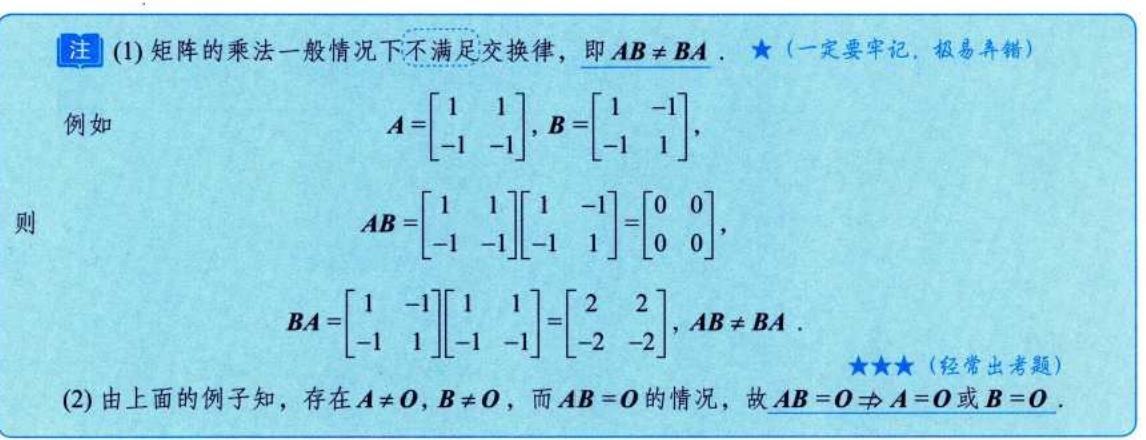 注 (1) 矩阵的乘法一般情况下不满足交换律，即 AB ≠ BA . ★（一定要牢记，极易弄错）
例如 A = [1 1; -1 -1], B = [1 -1; -1 1],
则 AB = [1 1; -1 -1][1 -1; -1 1] = [0 0; 0 0],
BA = [1 -1; -1 1][1 1; -1 -1] = [2 2; -2 -2], AB ≠ BA .
★★★（经常出考题）
(2) 由上面的例子知，存在 A ≠ O, B ≠ O，而 AB = O 的情况，故 AB = O ⇏ A = O 或 B = O .